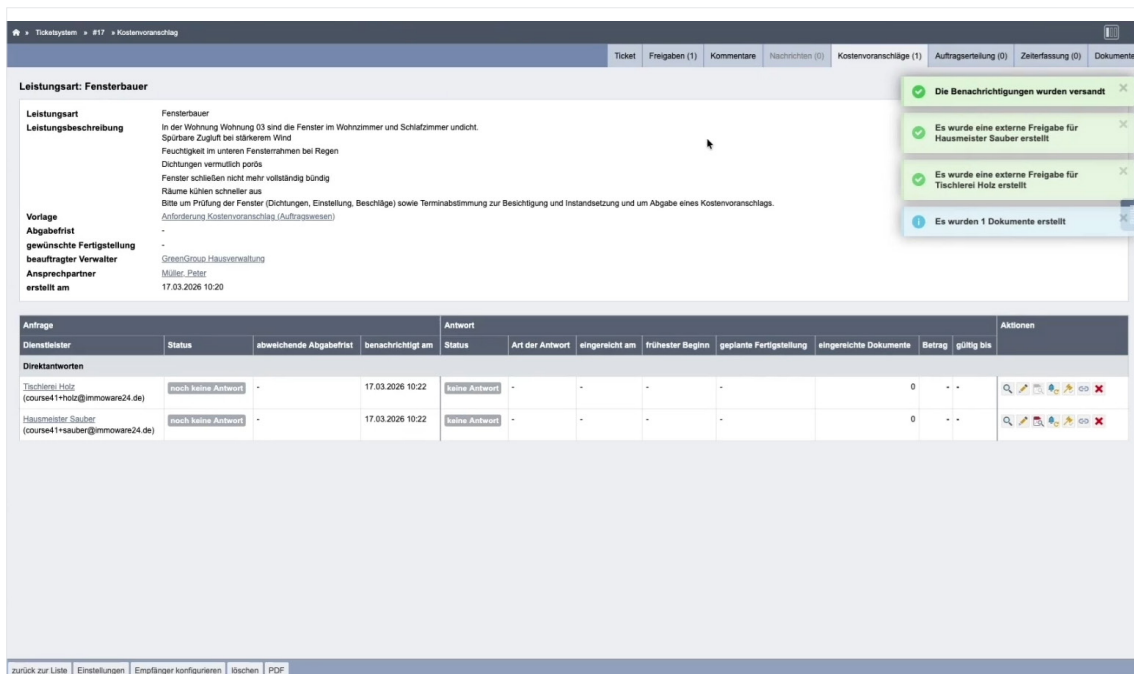 » Ticketsystem » #17 » Kostenvoranschlag
Ticket Freigaben (1) Kommentare Nachrichten (0) Kostenvoranschläge (1) Auftragserteilung (0) Zeiterfassung (0) Dokumente
Leistungsart: Fensterbauer
Die Benachrichtigungen wurden versandt
Es wurde eine externe Freigabe für
Hausmeister Sauber erstellt
Es wurde eine externe Freigabe für
Tischlerei Holz erstellt
Es wurden 1 Dokumente erstellt
Leistungsart Fensterbauer
Leistungsbeschreibung In der Wohnung Wohnung 03 sind die Fenster im Wohnzimmer und Schlafzimmer undicht.
Spürbare Zugluft bei stärkerem Wind
Feuchtigkeit im unteren Fensterrahmen bei Regen
Dichtungen vermutlich porös
Fenster schließen nicht mehr vollständig bündig
Räume kühlen schneller aus
Bitte um Prüfung der Fenster (Dichtungen, Einstellung, Beschläge) sowie Terminabstimmung zur Besichtigung und Instandsetzung und um Abgabe eines Kostenvoranschlags.
Vorlage Anforderung Kostenvoranschlag (Auftragswesen)
Abgabefrist -
gewünschte Fertigstellung -
beauftragter Verwalter GreenGroup Hausverwaltung
Ansprechpartner Müller, Peter
erstellt am 17.03.2026 10:20
Anfrage Antwort Aktionen
Dienstleister Status abweichende Abgabefrist benachrichtigt am Status Art der Antwort eingereicht am frühester Beginn geplante Fertigstellung eingereichte Dokumente Betrag gültig bis
Direktantworten
Tischlerei Holz noch keine Antwort - 17.03.2026 10:22 keine Antwort - - - - 0 - -
(course41+holz@immoware24.de)
Hausmeister Sauber noch keine Antwort - 17.03.2026 10:22 keine Antwort - - - - 0 - -
(course41+sauber@immoware24.de)
zurück zur Liste Einstellungen Empfänger konfigurieren löschen PDF